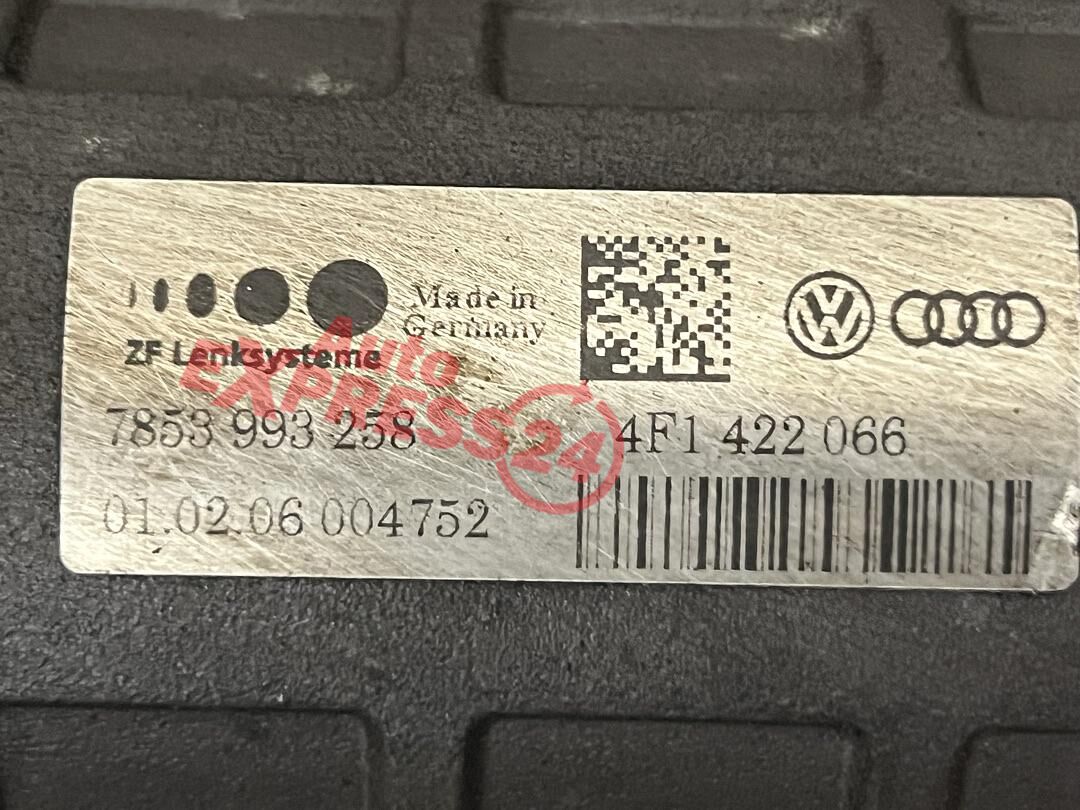 Made in
Germany
ZF Lenksysteme
7853 993 258
4F1 422 066
01.02.06 004752
Auto
EXPRESS24